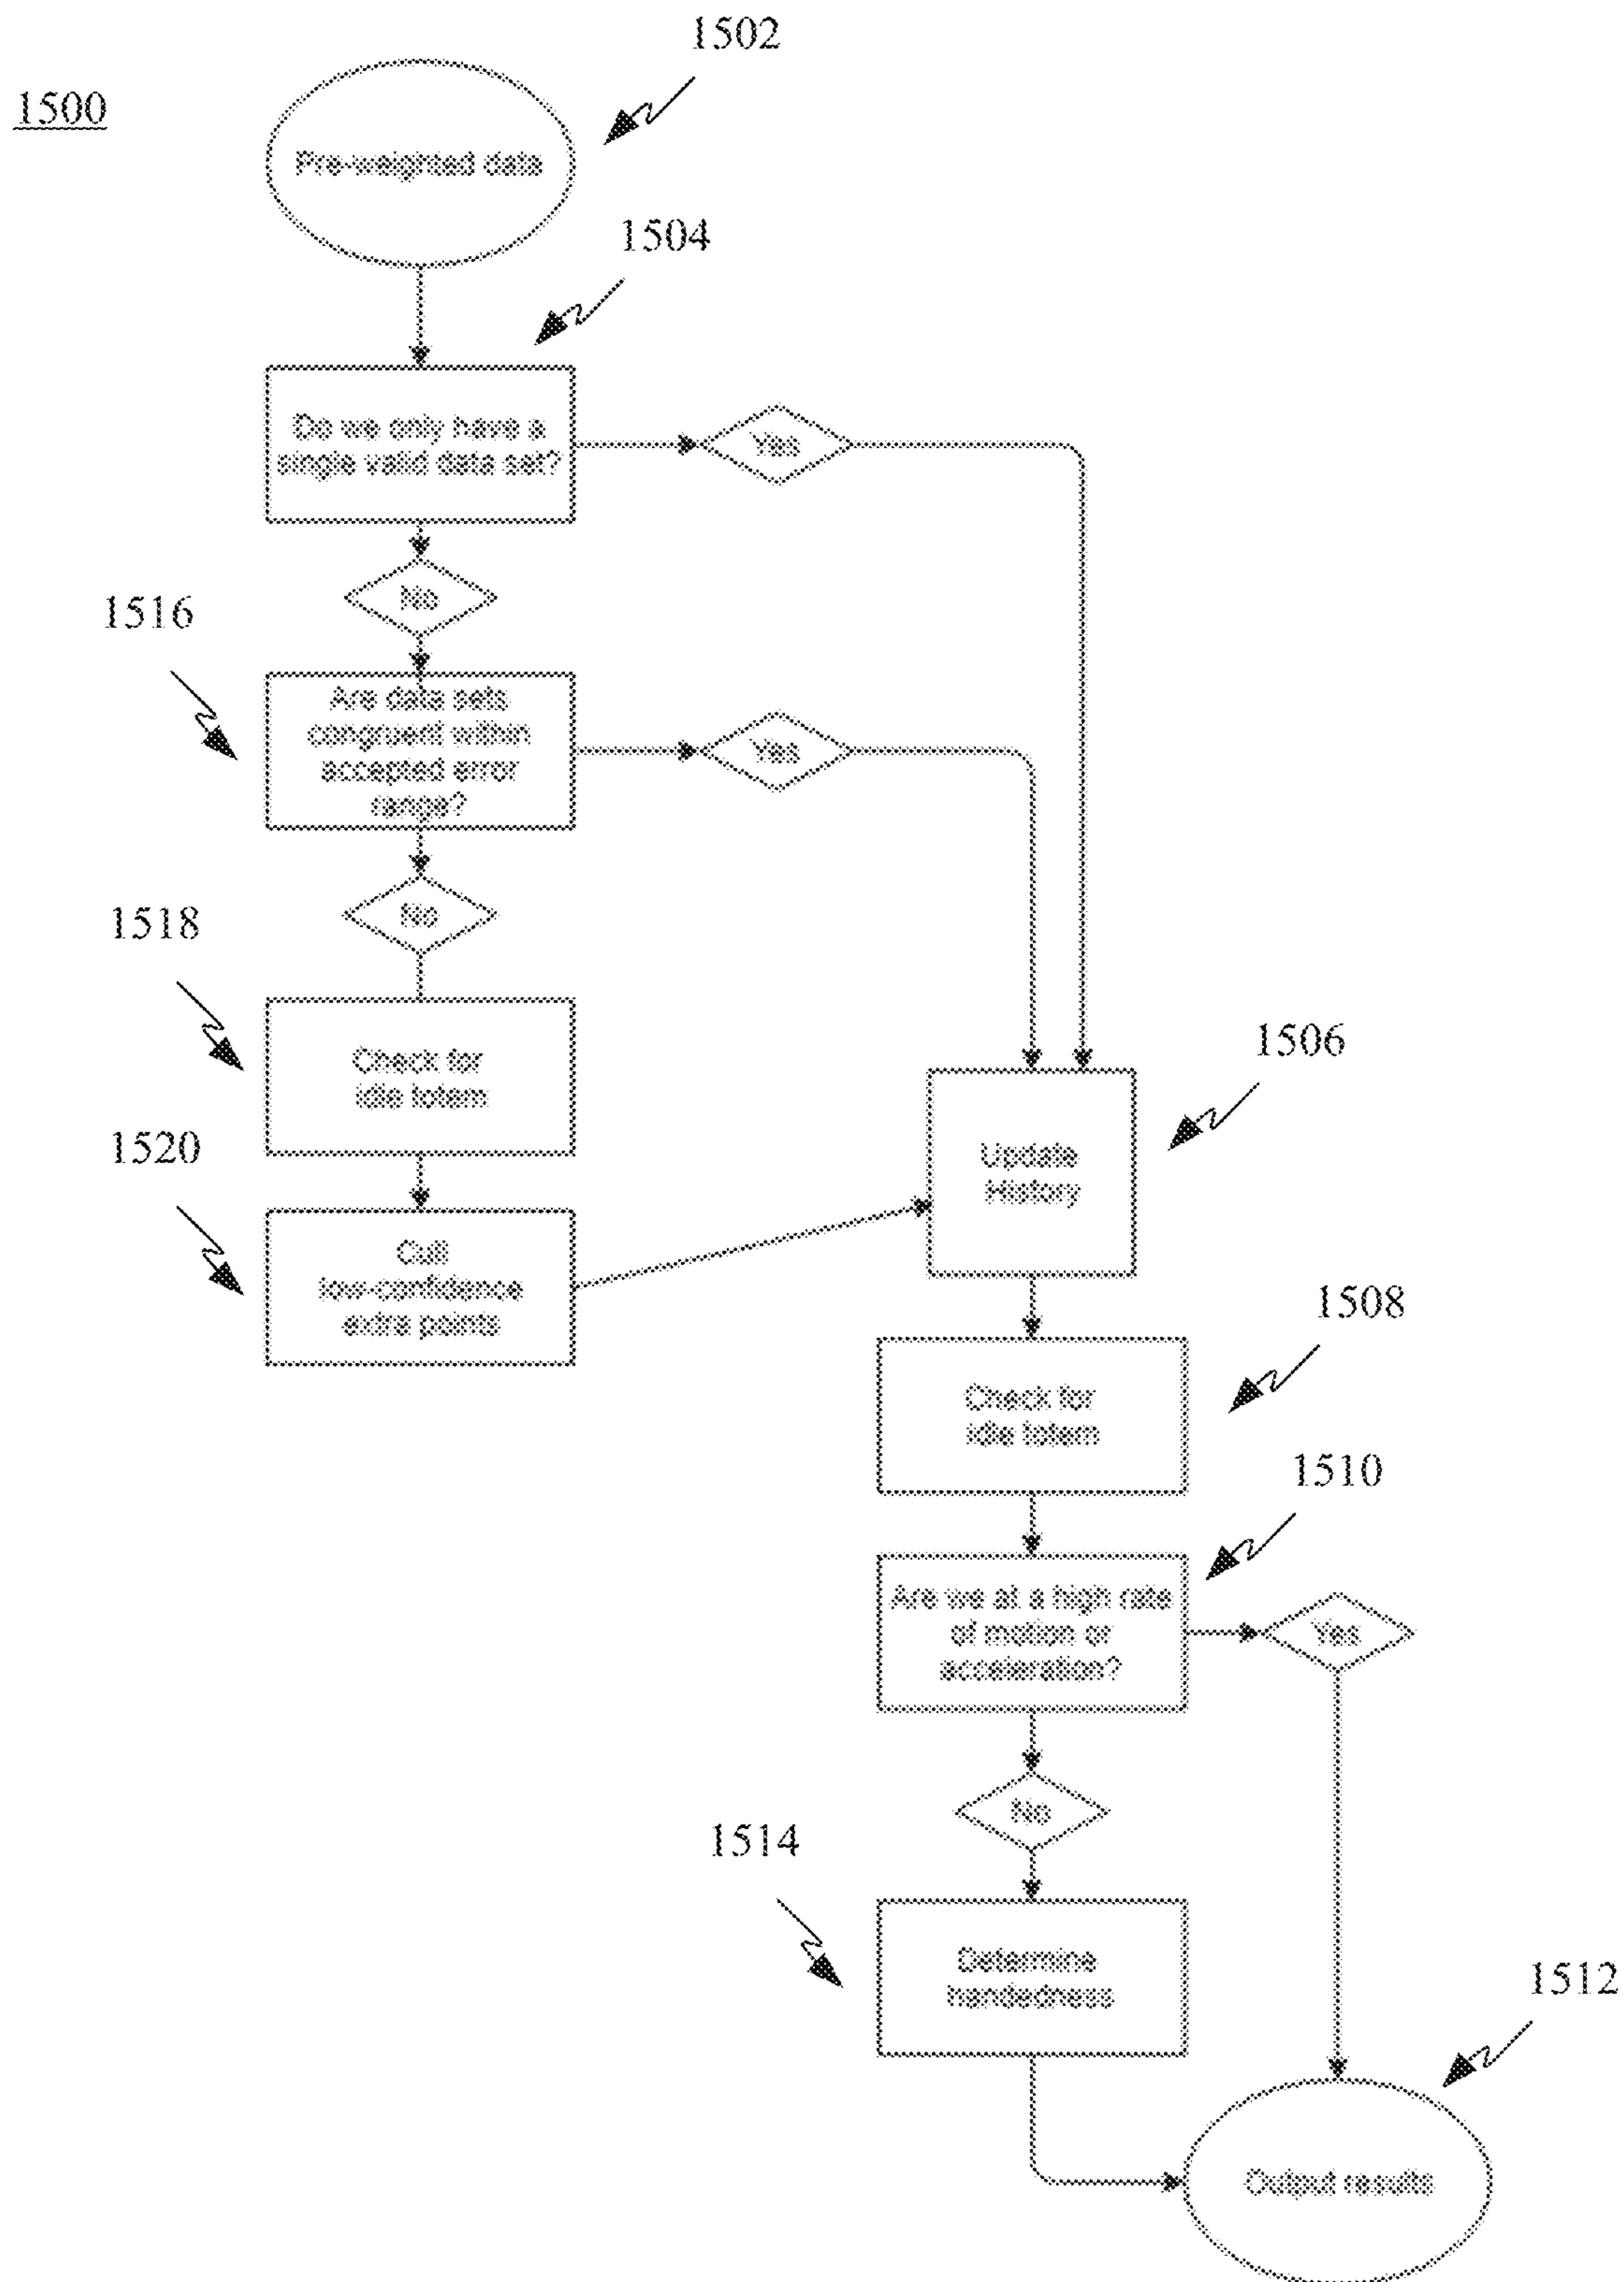 1502
1500
Pre-weighted data
1504
Do we only have a
single valid data set?
Yes
No
1516
Are data sets
congruent within
accepted error
range?
Yes
No
1518
Check for
idle totem
1520
Cull
low-confidence
extra points
1506
Update
History
1508
Check for
idle totem
1510
Are we at a high rate
of motion or
acceleration?
Yes
No
1514
Determine
handedness
1512
Output results